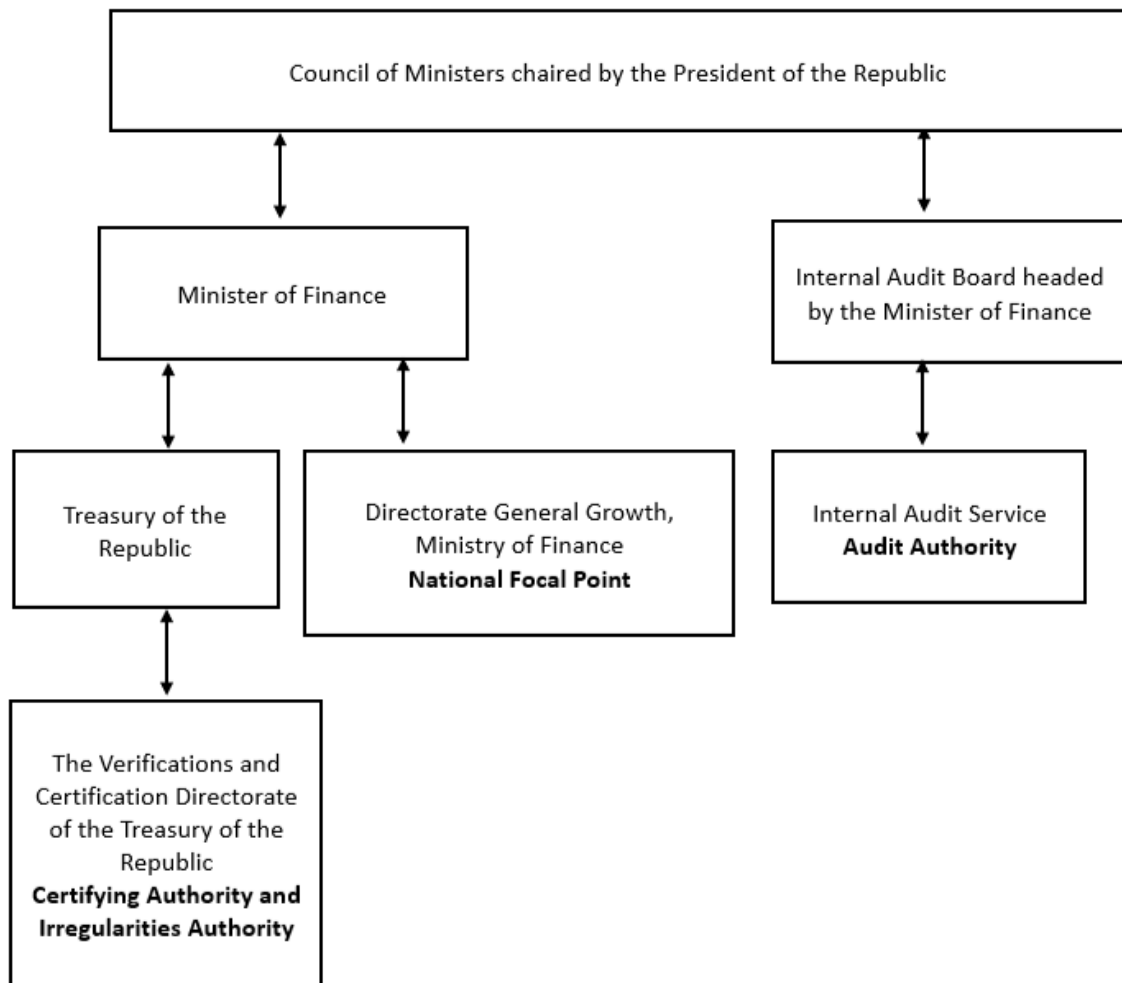 Council of Ministers chaired by the President of the Republic
Minister of Finance
Internal Audit Board headed
by the Minister of Finance
Treasury of the
Republic
Directorate General Growth,
Ministry of Finance
National Focal Point
Internal Audit Service
Audit Authority
The Verifications and
Certification Directorate
of the Treasury of the
Republic
Certifying Authority and
Irregularities Authority